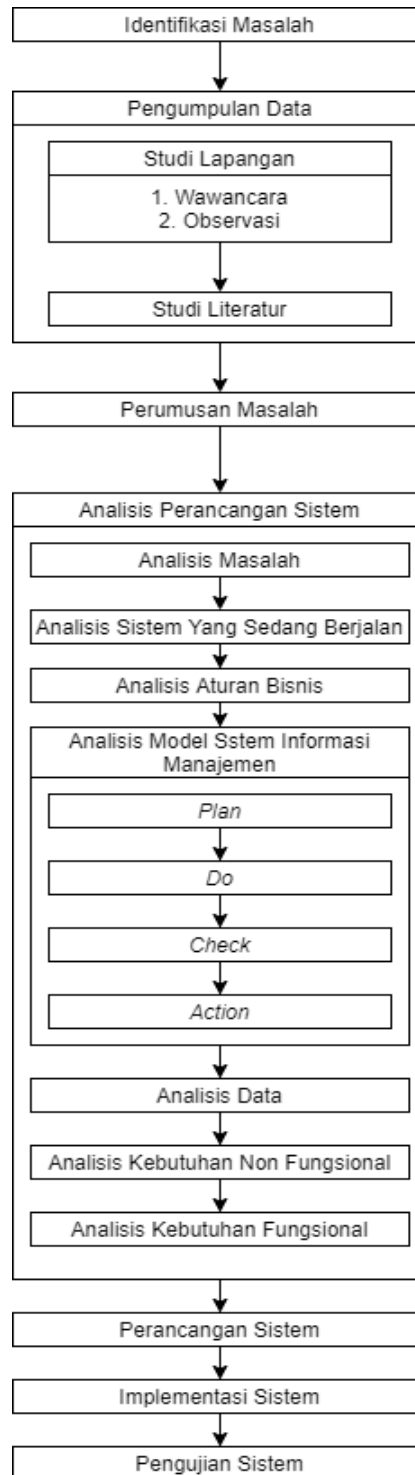 Identifikasi Masalah
Pengumpulan Data
Studi Lapangan
1. Wawancara
2. Observasi
Studi Literatur
Perumusan Masalah
Analisis Perancangan Sistem
Analisis Masalah
Analisis Sistem Yang Sedang Berjalan
Analisis Aturan Bisnis
Analisis Model Sstem Informasi
Manajemen
Plan
Do
Check
Action
Analisis Data
Analisis Kebutuhan Non Fungsional
Analisis Kebutuhan Fungsional
Perancangan Sistem
Implementasi Sistem
Pengujian Sistem